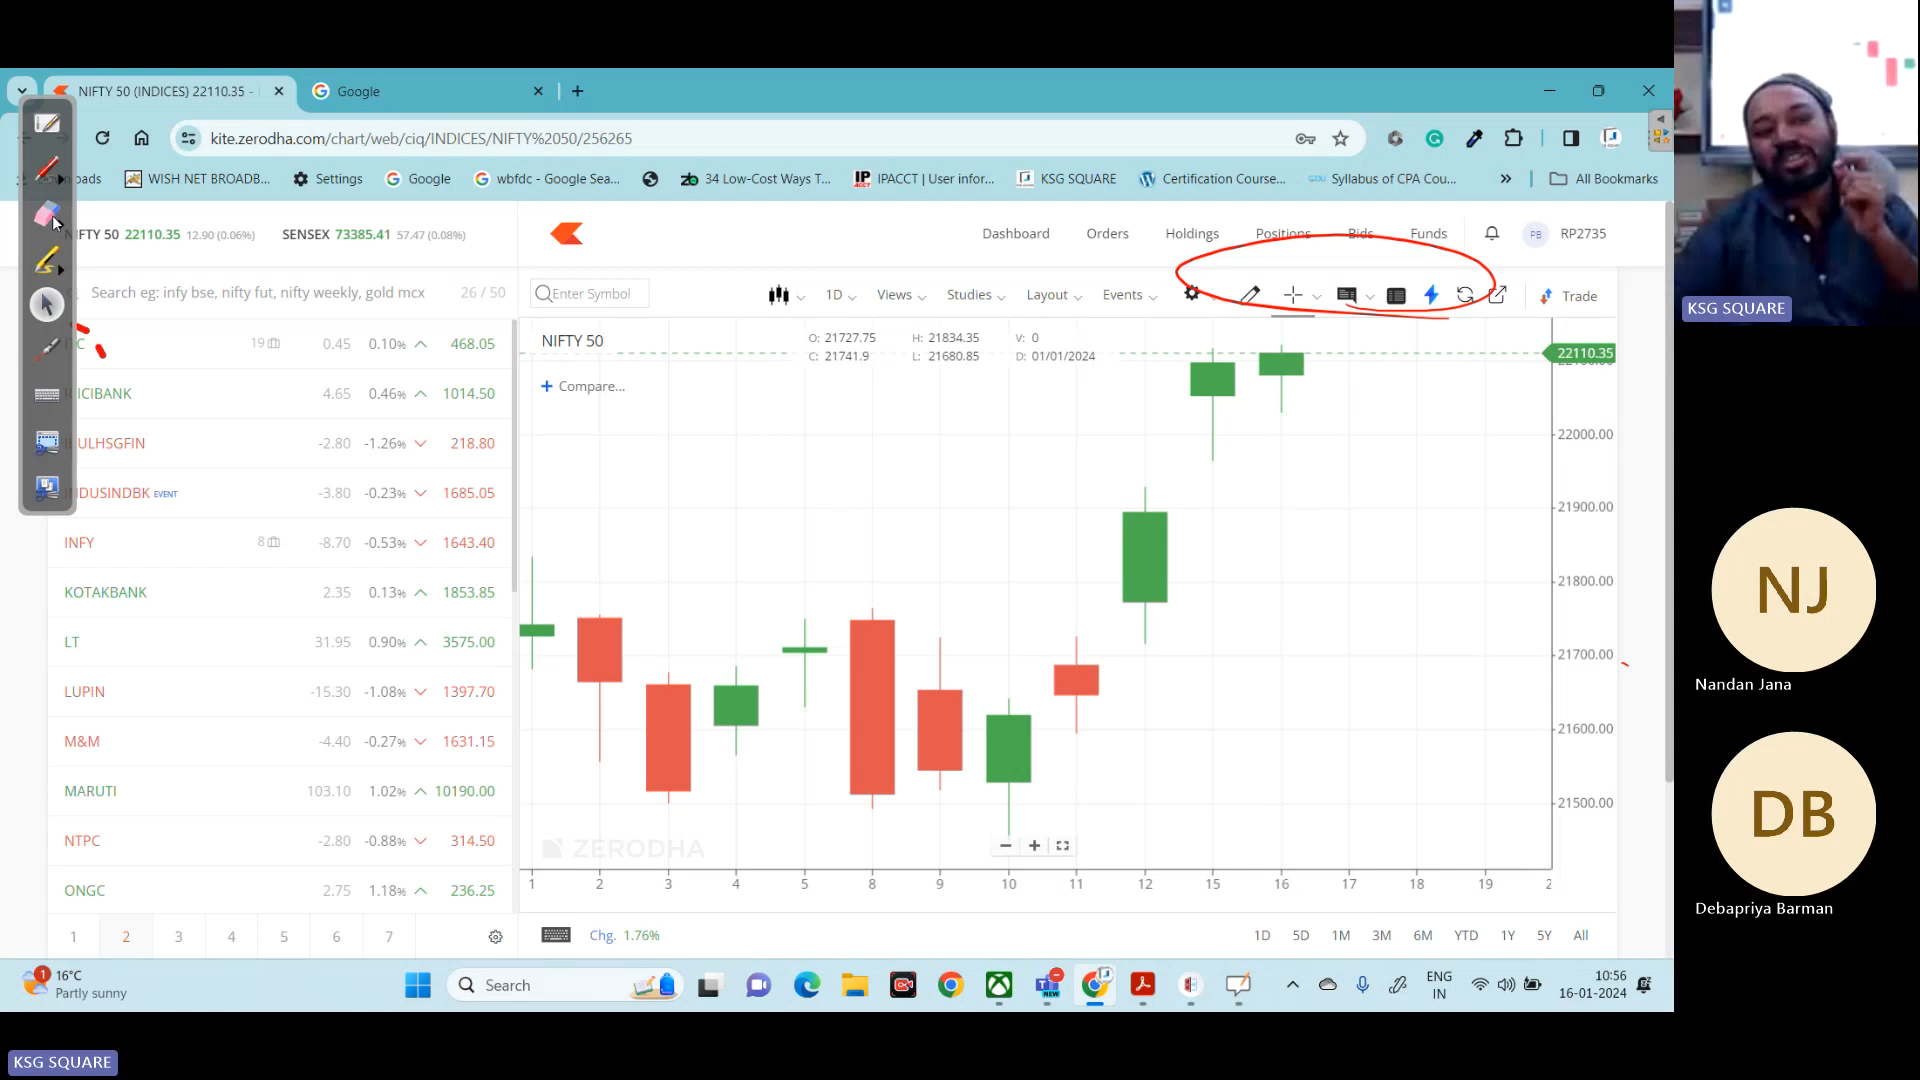 NIFTY 50 (INDICES) 22110.35 -
Google
kite.zerodha.com/chart/web/ciq/INDICES/NIFTY%2050/256265
WISH NET BROADB...
Settings
Google
wbfdc - Google Sea...
34 Low-Cost Ways T...
IPACCT | User infor...
KSG SQUARE
Certification Course...
Syllabus of CPA Cou...
»
All Bookmarks
NIFTY 50 22110.35 12.90 (0.06%)
SENSEX 73385.41 57.47 (0.08%)
Dashboard
Orders
Holdings
Positions
Bids
Funds
PB
RP2735
Search eg: infy bse, nifty fut, nifty weekly, gold mcx
26 / 50
Enter Symbol
1D
Views
Studies
Layout
Events
Trade
19 0.45 0.10% 468.05
ICICIBANK 4.65 0.46% 1014.50
-2.80 -1.26% 218.80
INDUSINDBK EVENT -3.80 -0.23% 1685.05
INFY 8 -8.70 -0.53% 1643.40
KOTAKBANK 2.35 0.13% 1853.85
LT 31.95 0.90% 3575.00
LUPIN -15.30 -1.08% 1397.70
M&M -4.40 -0.27% 1631.15
MARUTI 103.10 1.02% 10190.00
NTPC -2.80 -0.88% 314.50
ONGC 2.75 1.18% 236.25
1 2 3 4 5 6 7
NIFTY 50
O: 21727.75 H: 21834.35 V: 0
C: 21741.9 L: 21680.85 D: 01/01/2024
+ Compare...
22110.35
22000.00
21900.00
21800.00
21700.00
21600.00
21500.00
ZERODHA
1 2 3 4 5 8 9 10 11 12 15 16 17 18 19
Chg. 1.76%
1D 5D 1M 3M 6M YTD 1Y 5Y All
1
16°C
Partly sunny
Search
NEW
ENG
IN
10:56
16-01-2024
KSG SQUARE
KSG SQUARE
NJ
Nandan Jana
DB
Debapriya Barman